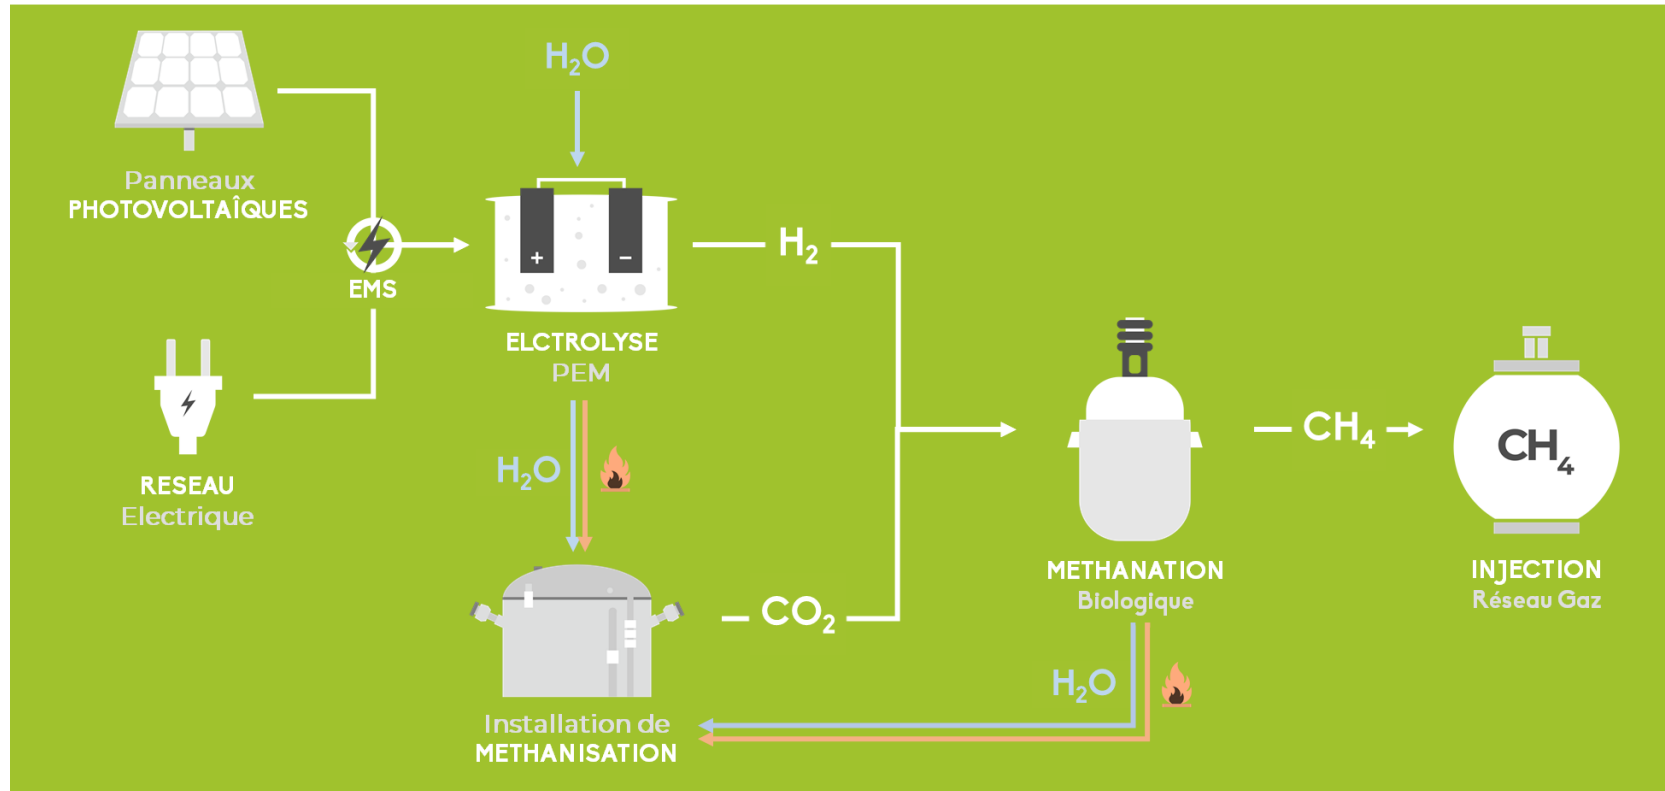 H₂O
Panneaux
PHOTOVOLTAÎQUES
+
−
H₂
EMS
ELCTROLYSE
PEM
RESEAU
Electrique
H₂O
CH₄
CH₄
METHANATION
Biologique
INJECTION
Réseau Gaz
CO₂
H₂O
Installation de
METHANISATION